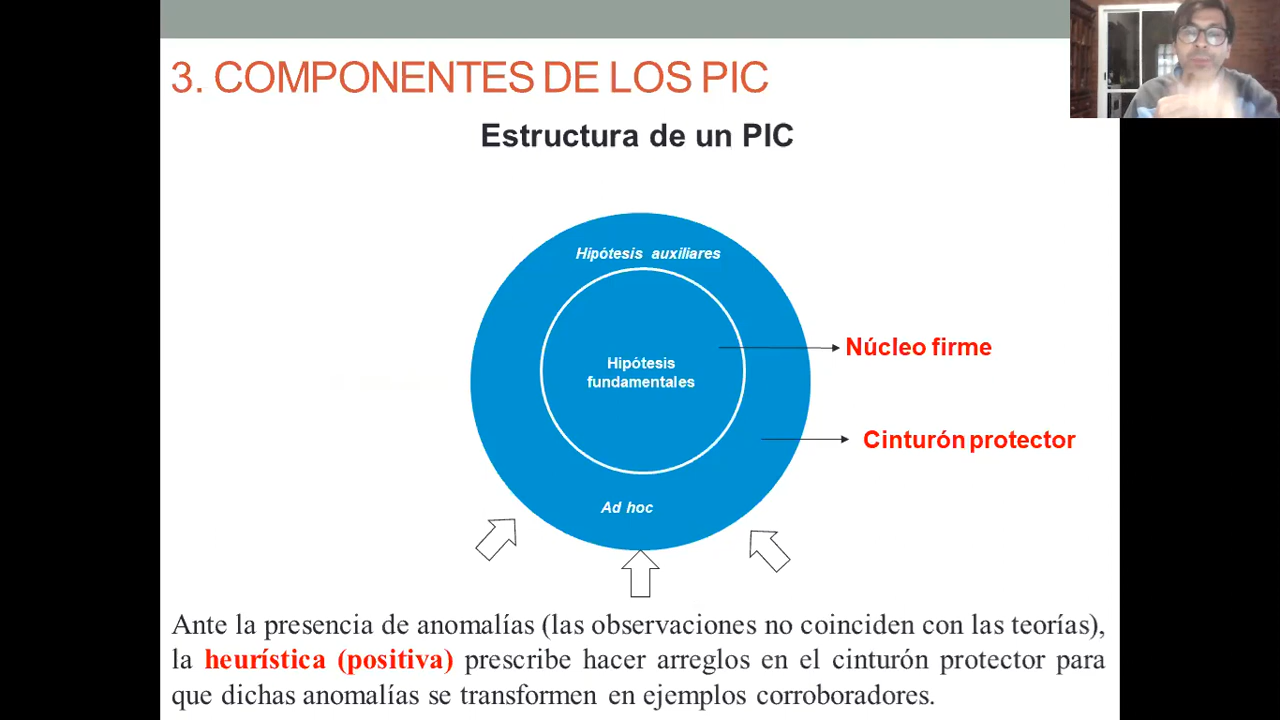 3. COMPONENTES DE LOS PIC
Estructura de un PIC
Hipótesis auxiliares
Hipótesis
fundamentales
Núcleo firme
Cinturón protector
Ad hoc
Ante la presencia de anomalías (las observaciones no coinciden con las teorías),
la heurística (positiva) prescribe hacer arreglos en el cinturón protector para
que dichas anomalías se transformen en ejemplos corroboradores.